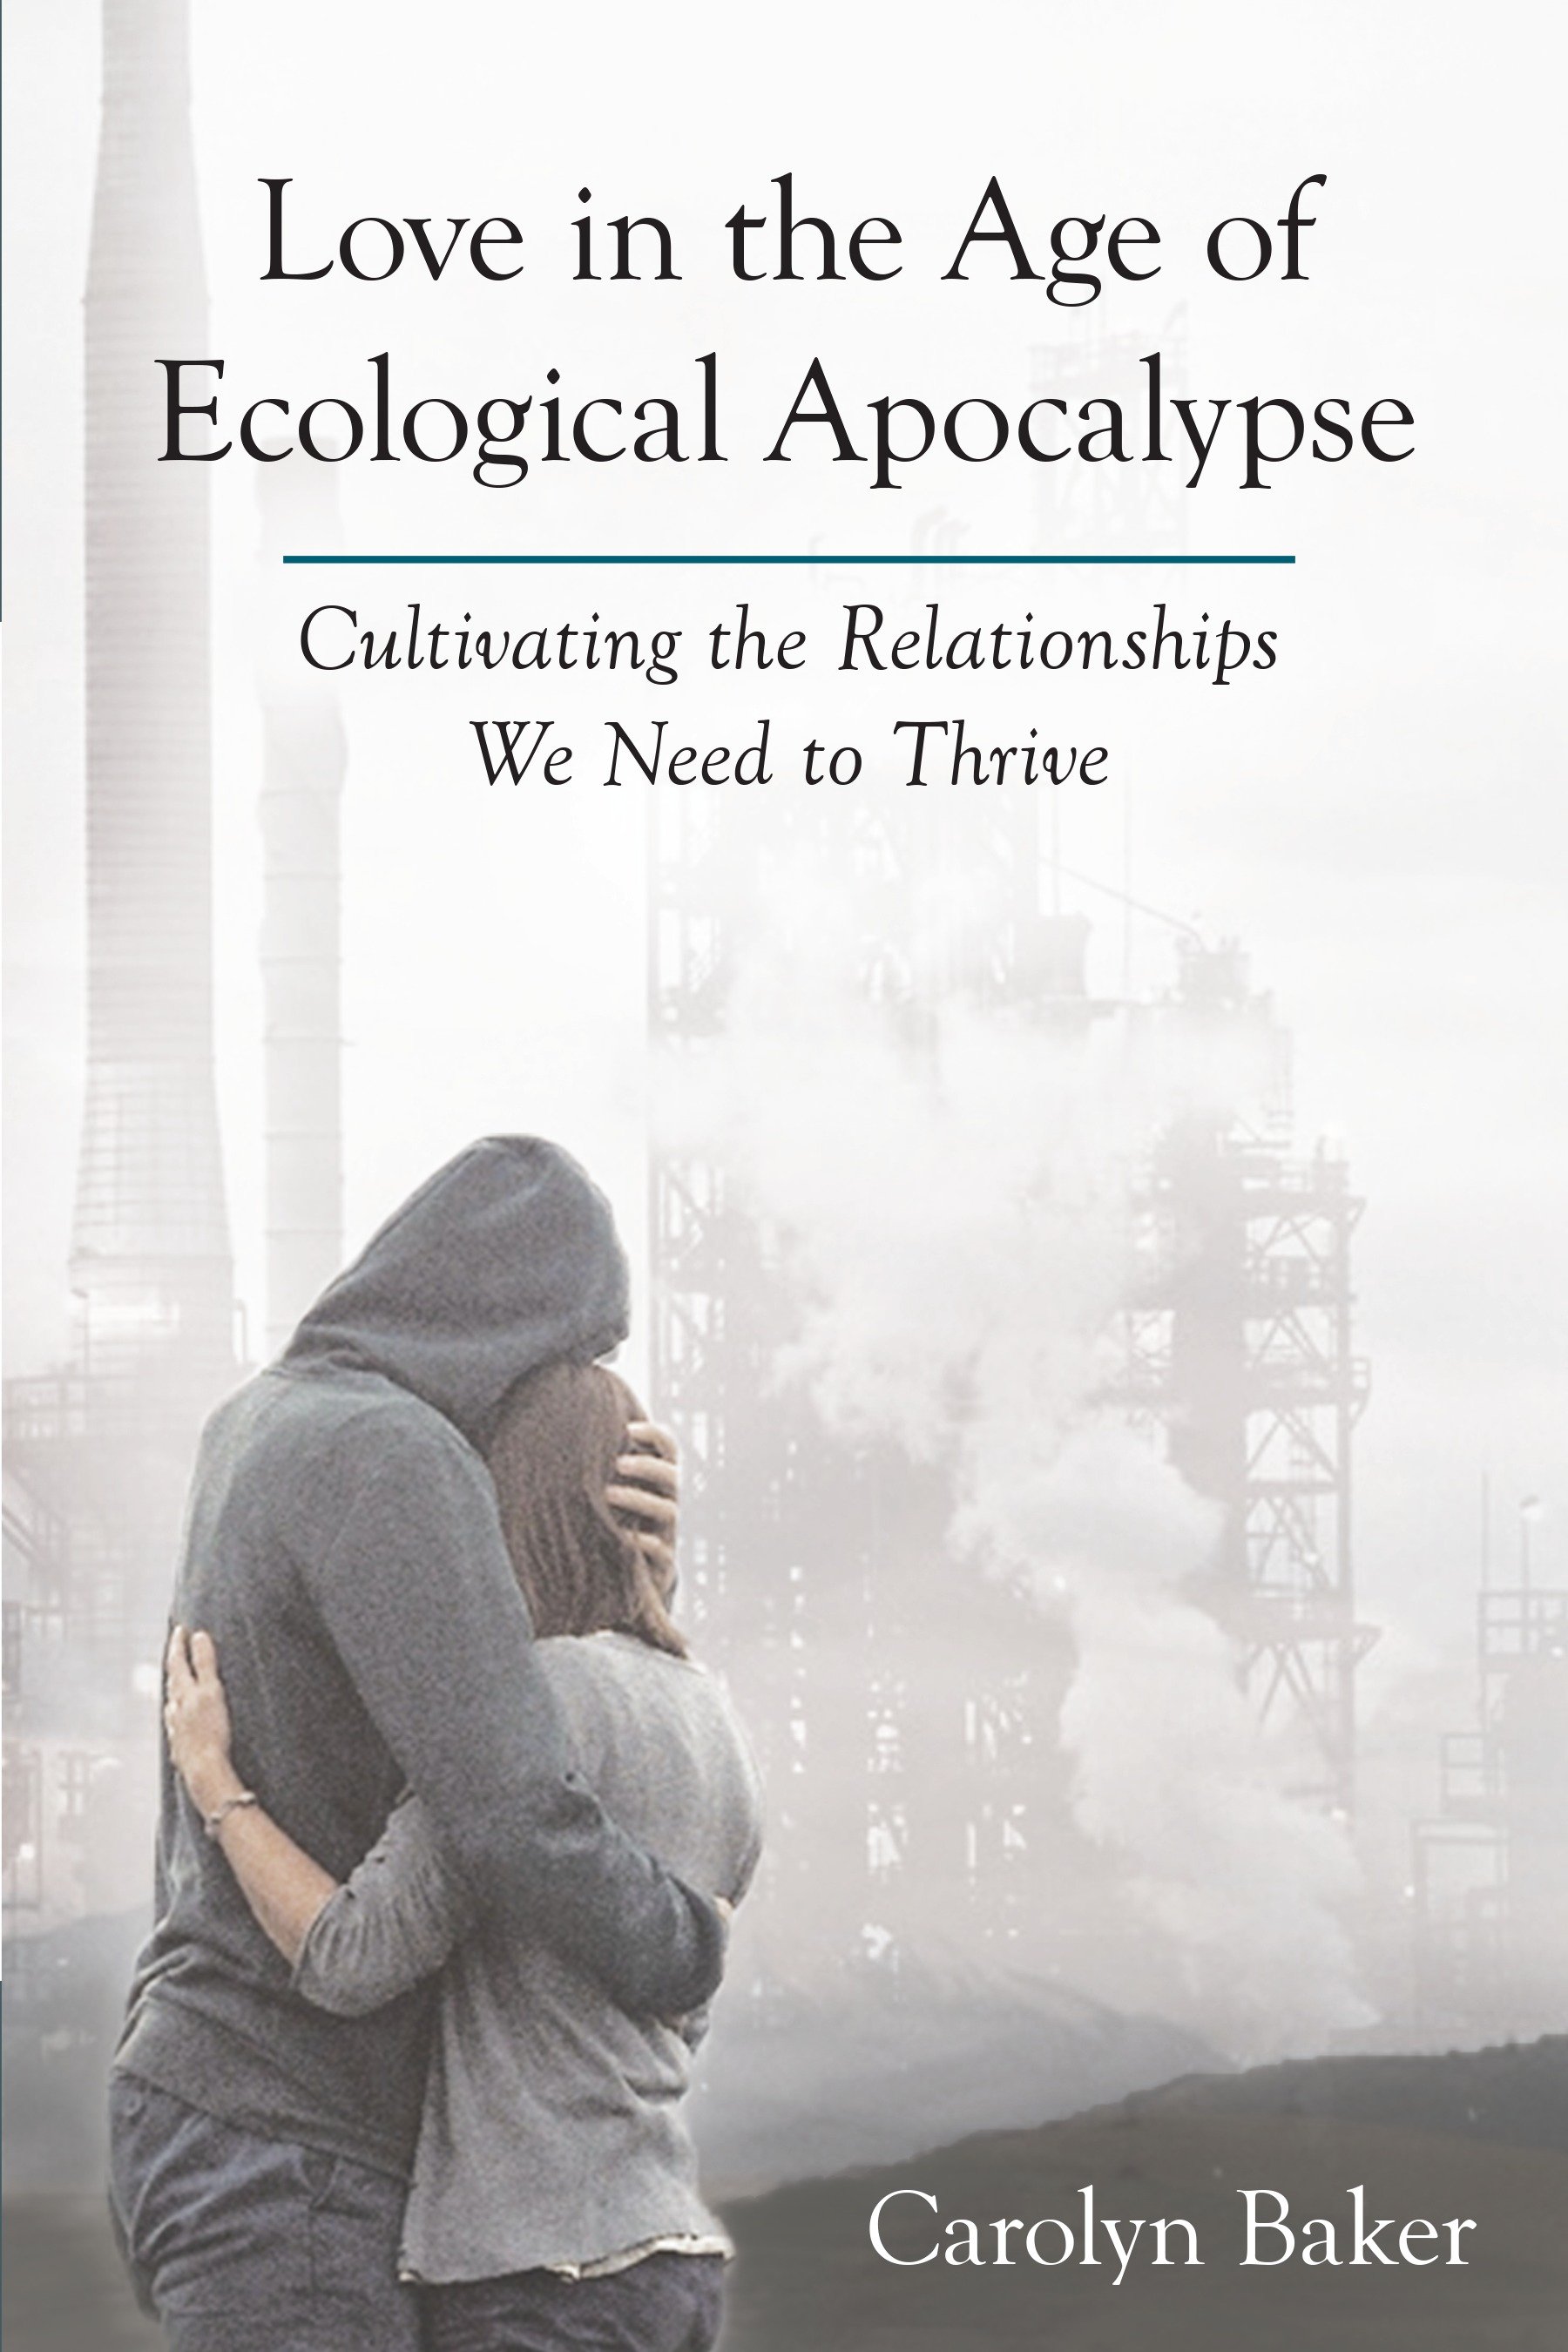 Love in the Age of
Ecological Apocalypse
Cultivating the Relationships
We Need to Thrive
Carolyn Baker